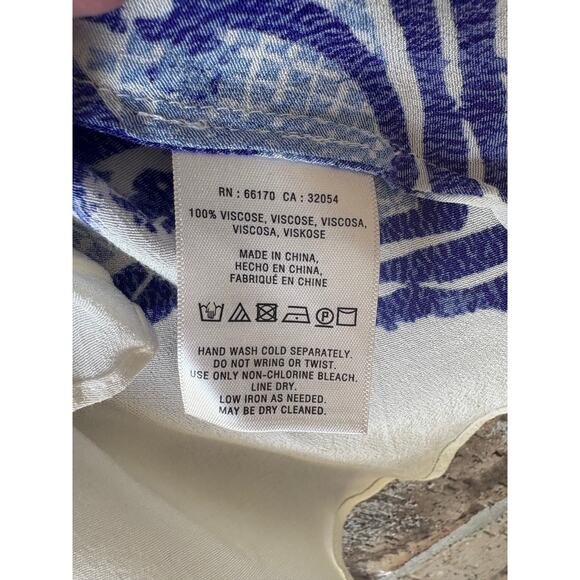 RN : 66170 CA : 32054
100% VISCOSE, VISCOSE, VISCOSA,
VISCOSA, VISKOSE
MADE IN CHINA,
HECHO EN CHINA,
FABRIQUÉ EN CHINE
P
HAND WASH COLD SEPARATELY.
DO NOT WRING OR TWIST.
USE ONLY NON-CHLORINE BLEACH.
LINE DRY.
LOW IRON AS NEEDED.
MAY BE DRY CLEANED.